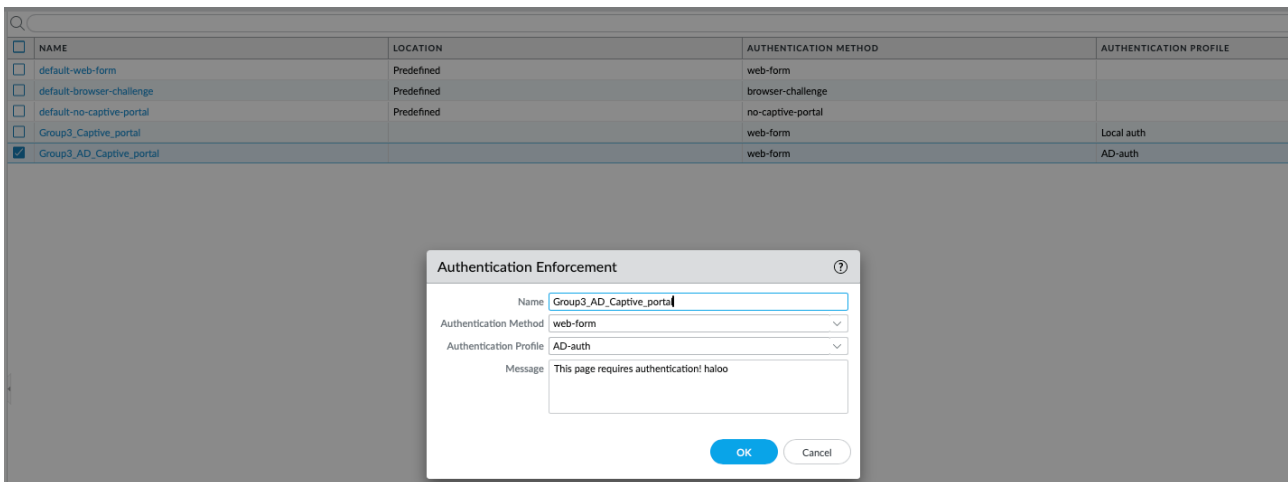 NAME LOCATION AUTHENTICATION METHOD AUTHENTICATION PROFILE
default-web-form Predefined web-form
default-browser-challenge Predefined browser-challenge
default-no-captive-portal Predefined no-captive-portal
Group3_Captive_portal web-form Local auth
Group3_AD_Captive_portal web-form AD-auth
Authentication Enforcement
Name Group3_AD_Captive_portal
Authentication Method web-form
Authentication Profile AD-auth
Message This page requires authentication! haloo
OK Cancel